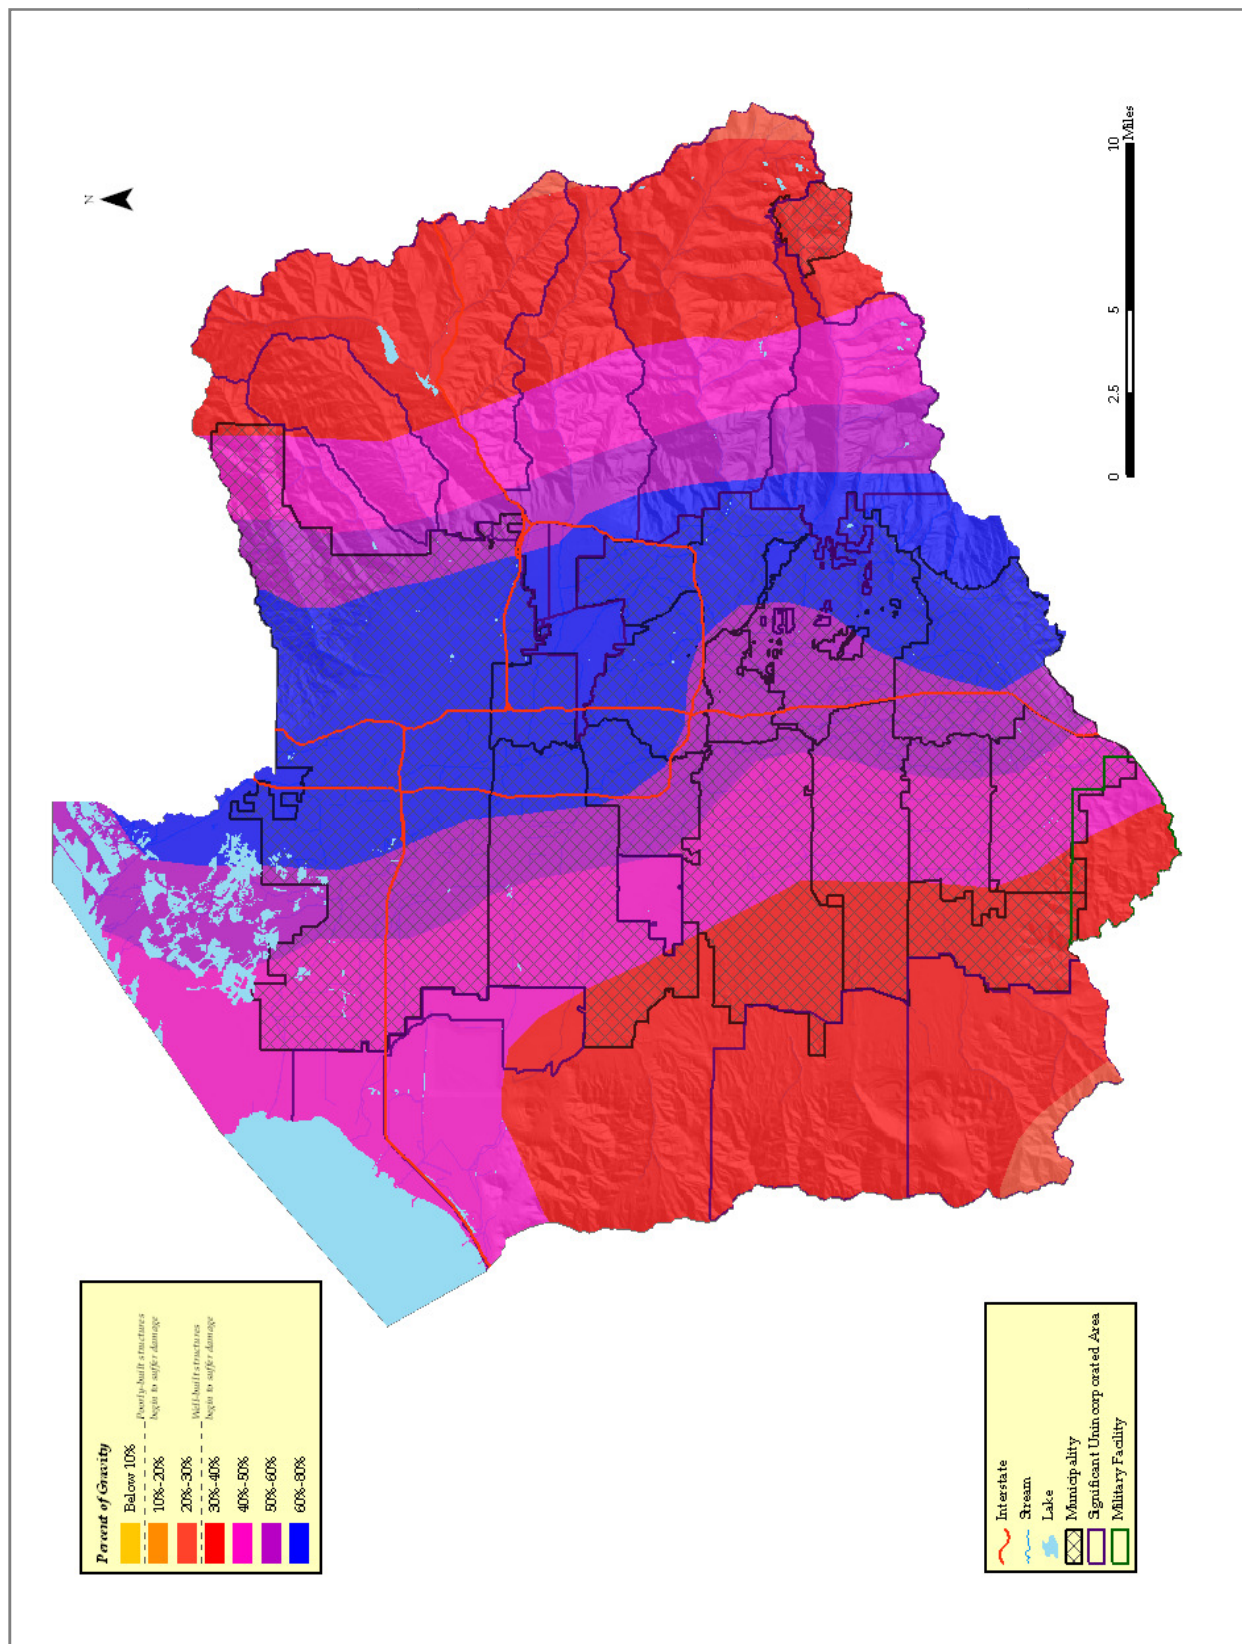 N
0
2.5
5
10
Miles
Percent of Gravity
Below 10%
Poorly-built structures
begin to suffer damage
10%-20%
20%-30%
Well-built structures
begin to suffer damage
30%-40%
40%-50%
50%-60%
60%-80%
Interstate
Stream
Lake
Municipality
Significant Unincorporated Area
Military Facility